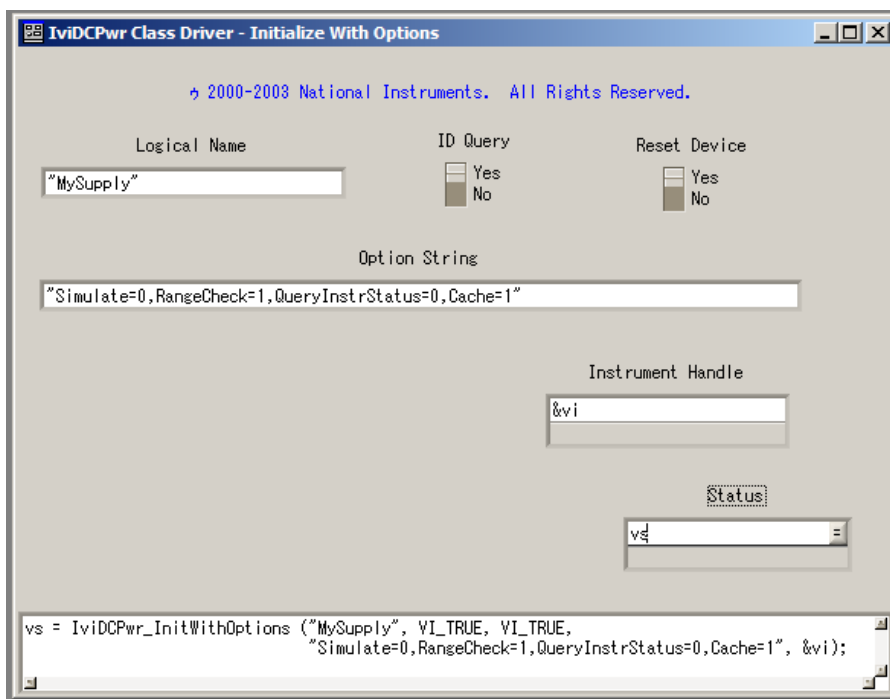 IviDCPwr Class Driver - Initialize With Options
ウ 2000-2003 National Instruments. All Rights Reserved.
Logical Name
ID Query
Reset Device
"MySupply"
Yes
No
Yes
No
Option String
"Simulate=0,RangeCheck=1,QueryInstrStatus=0,Cache=1"
Instrument Handle
&vi
Status
vs
=
vs = IviDCPwr_InitWithOptions ("MySupply", VI_TRUE, VI_TRUE,
"Simulate=0,RangeCheck=1,QueryInstrStatus=0,Cache=1", &vi);